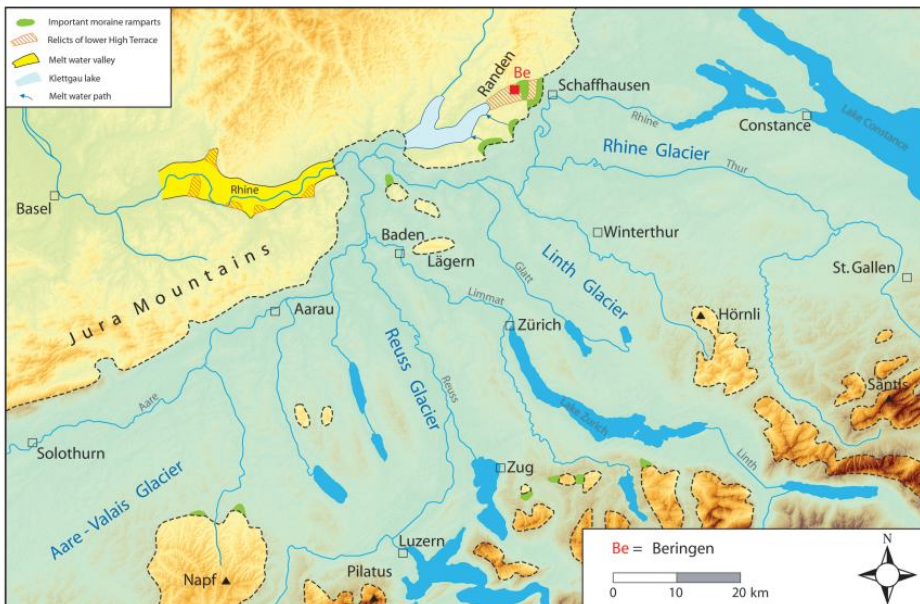 Important moraine ramparts
Relicts of lower High Terrace
Melt water valley
Klettgau lake
Melt water path
Randen
Be
Schaffhausen
Rhine
Constance
Lake Constance
Rhine Glacier
Thur
Rhine
Basel
Winterthur
Baden
Lägern
Linth Glacier
Glatt
St. Gallen
Jura Mountains
Limmat
Aarau
Zürich
Hörnli
Reuss Glacier
Reuss
Säntis
Aare
Lake Zürich
Solothurn
Zug
Linth
Aare-Valais Glacier
Luzern
Be = Beringen
N
Pilatus
Napf
0 10 20 km